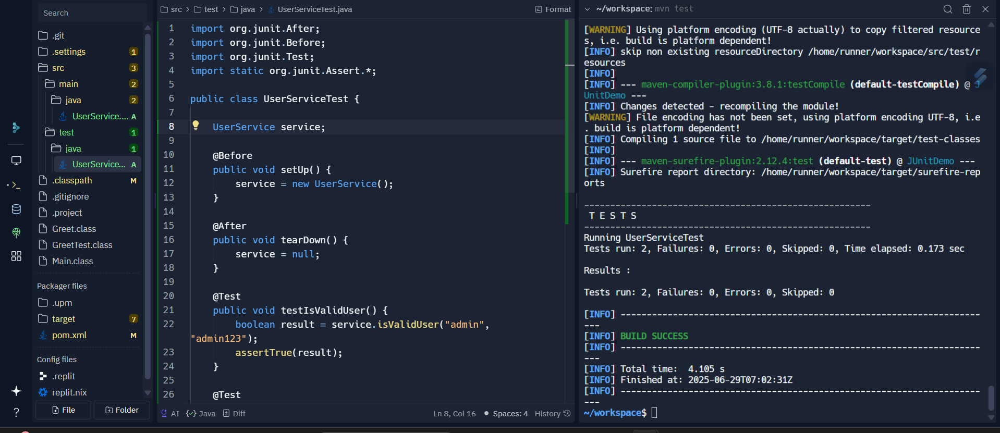 Search
.git
.settings 1
src 3
main 2
java 2
UserService.... A
test 1
java 1
UserService... A
.classpath M
.gitignore
.project
Greet.class
GreetTest.class
Main.class
Packager files
.upm
target 7
pom.xml M
Config files
.replit
replit.nix
File Folder
src > test > java > UserServiceTest.java Format
1 import org.junit.After;
2 import org.junit.Before;
3 import org.junit.Test;
4 import static org.junit.Assert.*;
5
6 public class UserServiceTest {
7
8 UserService service;
9
10 @Before
11 public void setUp() {
12 service = new UserService();
13 }
14
15 @After
16 public void tearDown() {
17 service = null;
18 }
19
20 @Test
21 public void testIsValidUser() {
22 boolean result = service.isValidUser("admin",
"admin123");
23 assertTrue(result);
24 }
25
26 @Test
AI Java Diff Ln 8, Col 16 Spaces: 4 History
~/workspace: mvn test
[WARNING] Using platform encoding (UTF-8 actually) to copy filtered resource
s, i.e. build is platform dependent!
[INFO] skip non existing resourceDirectory /home/runner/workspace/src/test/r
esources
[INFO]
[INFO] --- maven-compiler-plugin:3.8.1:testCompile (default-testCompile) @ J
UnitDemo ---
[INFO] Changes detected - recompiling the module!
[WARNING] File encoding has not been set, using platform encoding UTF-8, i.e
. build is platform dependent!
[INFO] Compiling 1 source file to /home/runner/workspace/target/test-classes
[INFO]
[INFO] --- maven-surefire-plugin:2.12.4:test (default-test) @ JUnitDemo ---
[INFO] Surefire report directory: /home/runner/workspace/target/surefire-rep
orts
-------------------------------------------------------
T E S T S
-------------------------------------------------------
Running UserServiceTest
Tests run: 2, Failures: 0, Errors: 0, Skipped: 0, Time elapsed: 0.173 sec
Results :
Tests run: 2, Failures: 0, Errors: 0, Skipped: 0
[INFO] ---------------------------------------------------------------------
---
[INFO] BUILD SUCCESS
[INFO] ---------------------------------------------------------------------
---
[INFO] Total time:  4.105 s
[INFO] Finished at: 2025-06-29T07:02:31Z
[INFO] ---------------------------------------------------------------------
---
~/workspace$